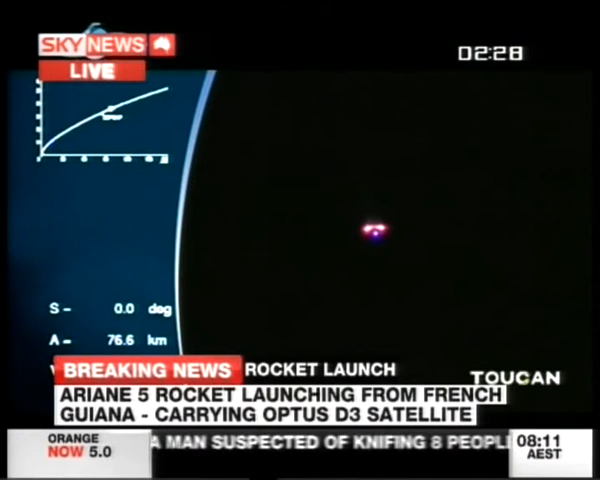 SKY NEWS
LIVE
02:28
S – 0.0 deg
A – 76.6 km
BREAKING NEWS ROCKET LAUNCH
TOUCAN
ARIANE 5 ROCKET LAUNCHING FROM FRENCH
GUIANA - CARRYING OPTUS D3 SATELLITE
ORANGE
NOW 5.0
A MAN SUSPECTED OF KNIFING 8 PEOPL
08:11
AEST